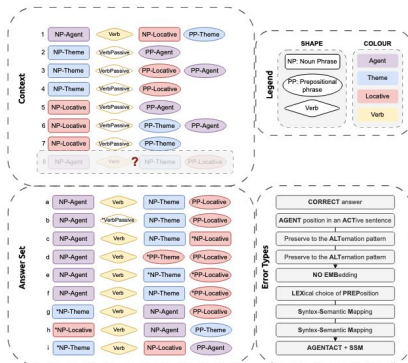 Context
1 NP-Agent Verb NP-Locative PP-Theme
2 NP-Theme VerbPassive PP-Agent
3 NP-Theme VerbPassive PP-Locative PP-Agent
4 NP-Theme VerbPassive PP-Locative
5 NP-Locative VerbPassive PP-Agent
6 NP-Locative VerbPassive PP-Theme PP-Agent
7 NP-Locative VerbPassive PP-Theme
8 NP-Agent Verb ? NP-Theme PP-Locative
Legend
SHAPE
NP: Noun Phrase
PP: Prepositional
phrase
Verb
COLOUR
Agent
Theme
Locative
Verb
Answer Set
a NP-Agent Verb NP-Theme PP-Locative
b NP-Agent *VerbPassive NP-Theme PP-Locative
c NP-Agent Verb NP-Theme *NP-Locative
d NP-Agent Verb *PP-Theme PP-Locative
e NP-Agent Verb *NP-Theme *PP-Locative
f NP-Agent Verb NP-Theme *PP-Locative
g *NP-Theme Verb NP-Agent PP-Locative
h *NP-Locative Verb NP-Agent PP-Theme
i *NP-Theme Verb NP-Locative PP-Agent
Error Types
CORRECT answer
AGENT position in an ACTive sentence
Preserve to the ALTernation pattern
Preserve to the ALTernation pattern
NO EMBedding
LEXical choice of PREPosition
Syntex-Semantic Mapping
Syntex-Semantic Mapping
AGENTACT + SSM